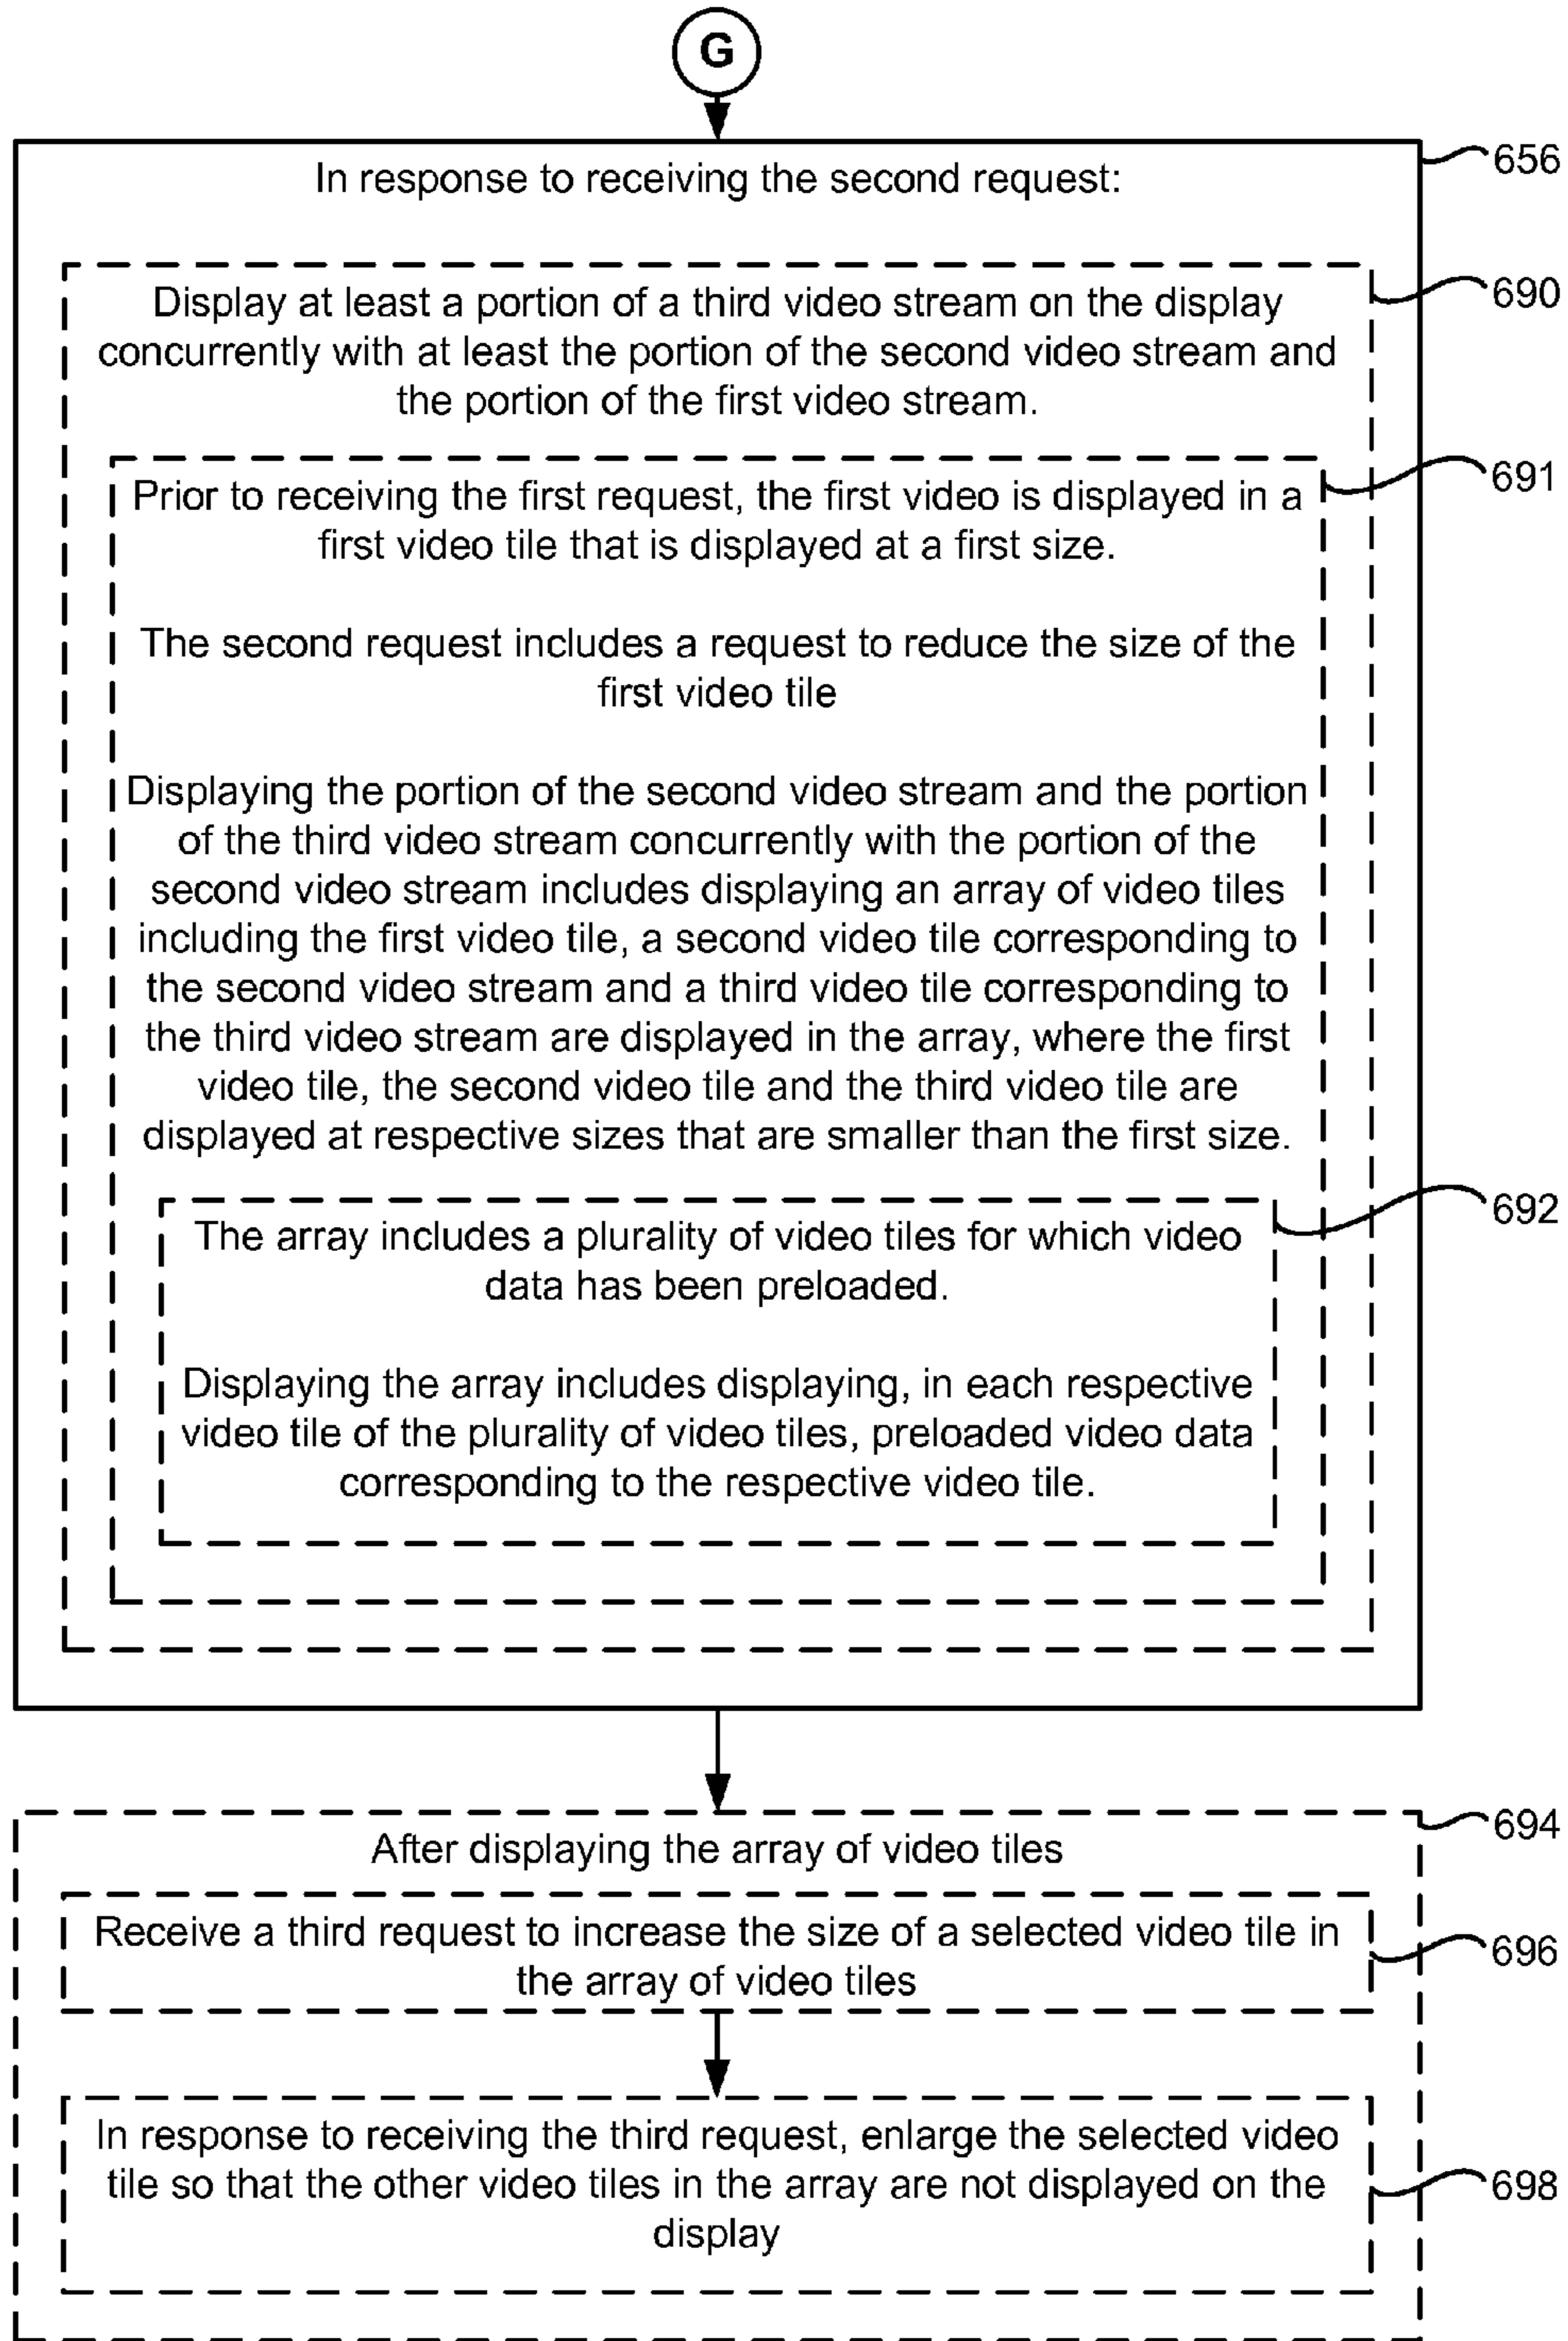 G
656
In response to receiving the second request:
690
Display at least a portion of a third video stream on the display
concurrently with at least the portion of the second video stream and
the portion of the first video stream.
691
Prior to receiving the first request, the first video is displayed in a
first video tile that is displayed at a first size.
The second request includes a request to reduce the size of the
first video tile
Displaying the portion of the second video stream and the portion
of the third video stream concurrently with the portion of the
second video stream includes displaying an array of video tiles
including the first video tile, a second video tile corresponding to
the second video stream and a third video tile corresponding to
the third video stream are displayed in the array, where the first
video tile, the second video tile and the third video tile are
displayed at respective sizes that are smaller than the first size.
692
The array includes a plurality of video tiles for which video
data has been preloaded.
Displaying the array includes displaying, in each respective
video tile of the plurality of video tiles, preloaded video data
corresponding to the respective video tile.
694
After displaying the array of video tiles
Receive a third request to increase the size of a selected video tile in
the array of video tiles
696
In response to receiving the third request, enlarge the selected video
tile so that the other video tiles in the array are not displayed on the
display
698